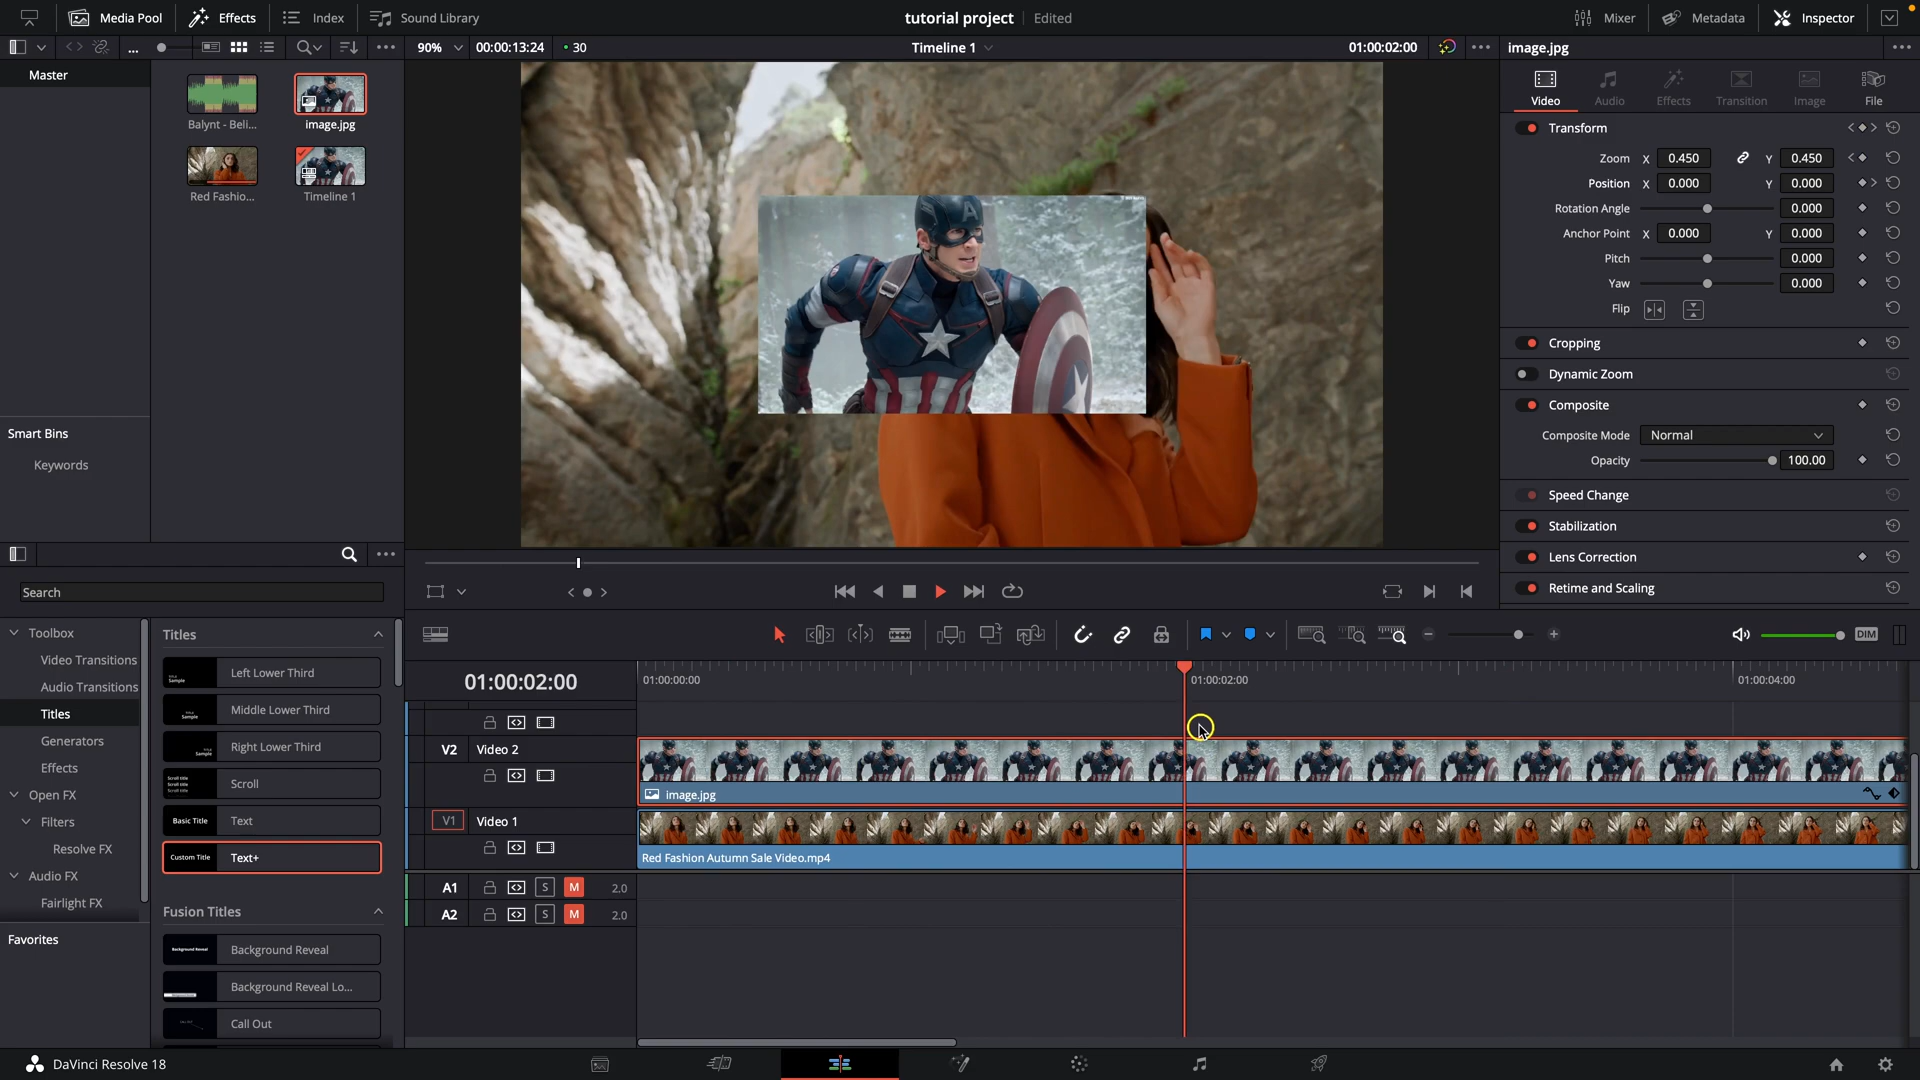 Media Pool
Effects
Index
Sound Library
tutorial project
Edited
Mixer
Metadata
Inspector
90%
00:00:13:24
30
Timeline 1
01:00:02:00
image.jpg
Master
Balynt - Beli...
image.jpg
Red Fashio...
Timeline 1
Smart Bins
Keywords
Video
Audio
Effects
Transition
Image
File
Transform
Zoom X 0.450 Y 0.450
Position X 0.000 Y 0.000
Rotation Angle 0.000
Anchor Point X 0.000 Y 0.000
Pitch 0.000
Yaw 0.000
Flip
Cropping
Dynamic Zoom
Composite
Composite Mode Normal
Opacity 100.00
Speed Change
Stabilization
Lens Correction
Retime and Scaling
Search
Toolbox
Video Transitions
Audio Transitions
Titles
Generators
Effects
Open FX
Filters
Resolve FX
Audio FX
Fairlight FX
Favorites
Titles
Left Lower Third
Middle Lower Third
Right Lower Third
Scroll
Basic Title Text
Custom Title Text+
Fusion Titles
Background Reveal Background Reveal
Background Reveal Lo...
Call Out
DIM
01:00:02:00
01:00:00:00
01:00:02:00
01:00:04:00
V2 Video 2
image.jpg
V1 Video 1
Red Fashion Autumn Sale Video.mp4
A1 S M 2.0
A2 S M 2.0
DaVinci Resolve 18